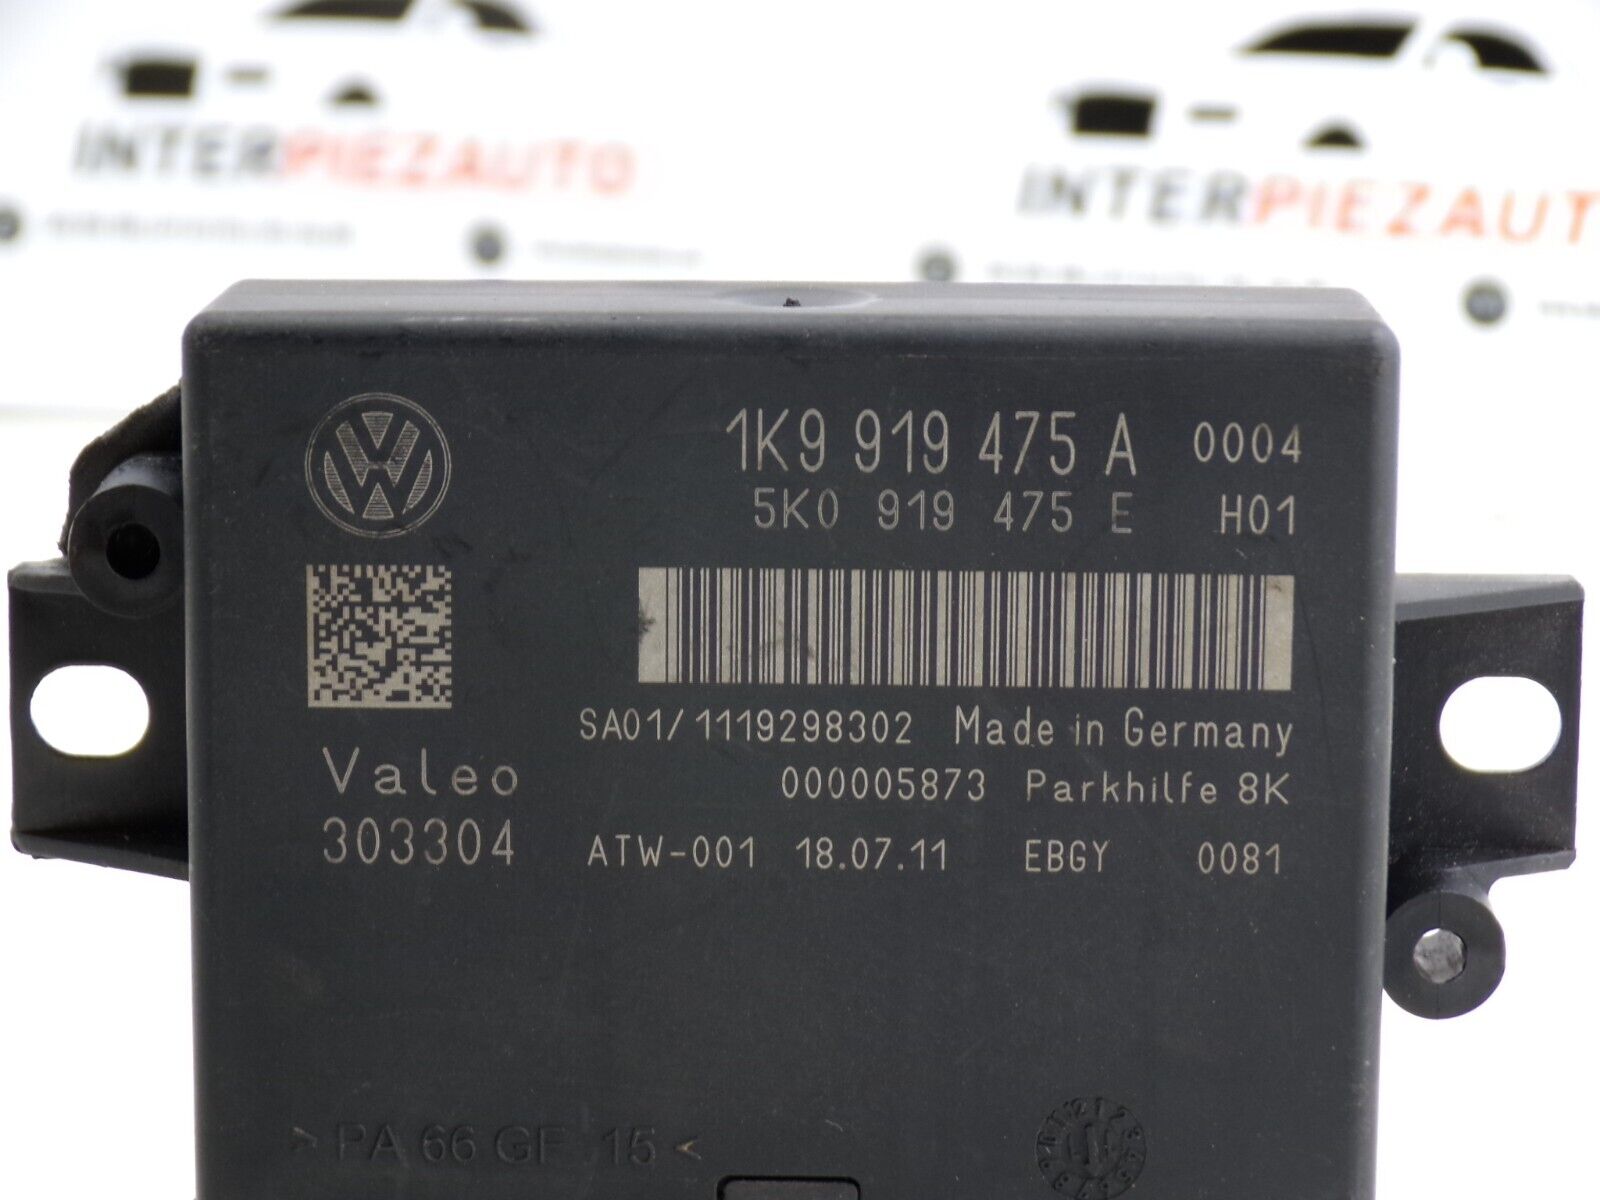 INTERPIEZAUTO
INTERPIEZAUTO
1K9 919 475 A 0004
5K0 919 475 E H01
SA01/1119298302 Made in Germany
Valeo 000005873 Parkhilfe 8K
303304 ATW-001 18.07.11 EBGY 0081
> PA 66 GF 15 <